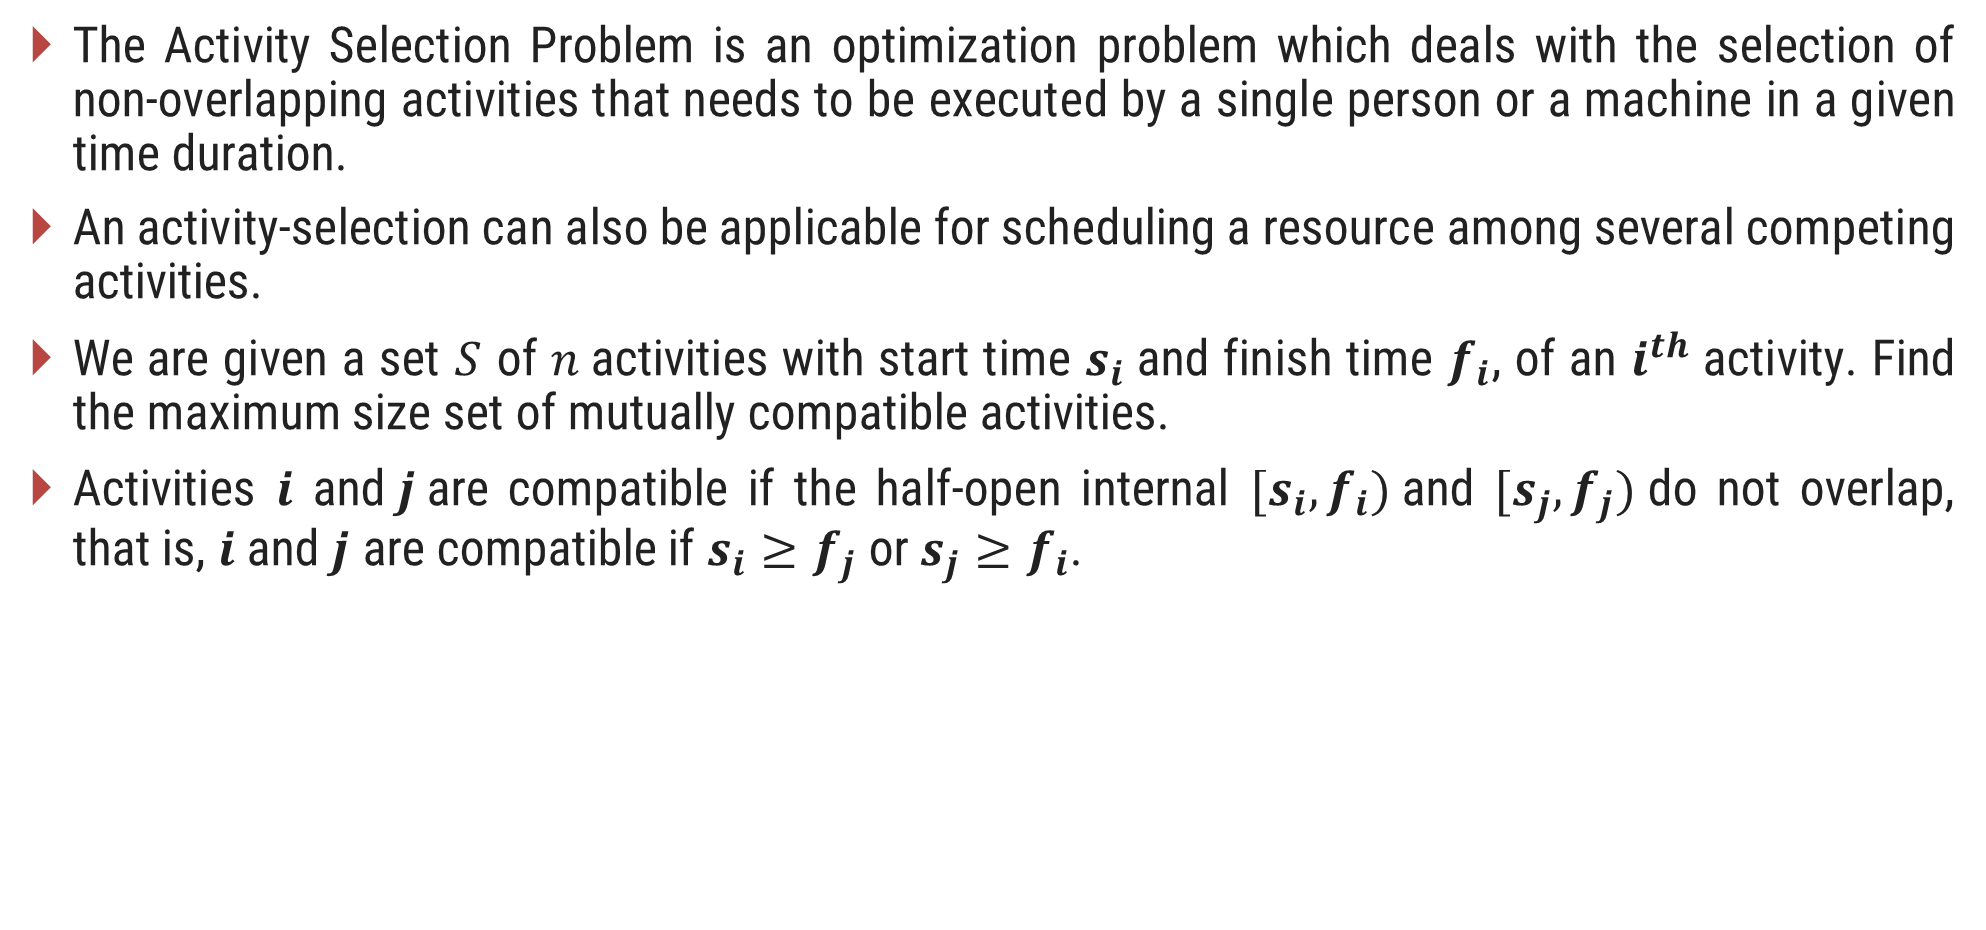 The Activity Selection Problem is an optimization problem which deals with the selection of
non-overlapping activities that needs to be executed by a single person or a machine in a given
time duration.
An activity-selection can also be applicable for scheduling a resource among several competing
activities.
We are given a set S of n activities with start time sᵢ and finish time fᵢ, of an iᵗʰ activity. Find
the maximum size set of mutually compatible activities.
Activities i and j are compatible if the half-open internal [sᵢ, fᵢ) and [sⱼ, fⱼ) do not overlap,
that is, i and j are compatible if sᵢ ≥ fⱼ or sⱼ ≥ fᵢ.